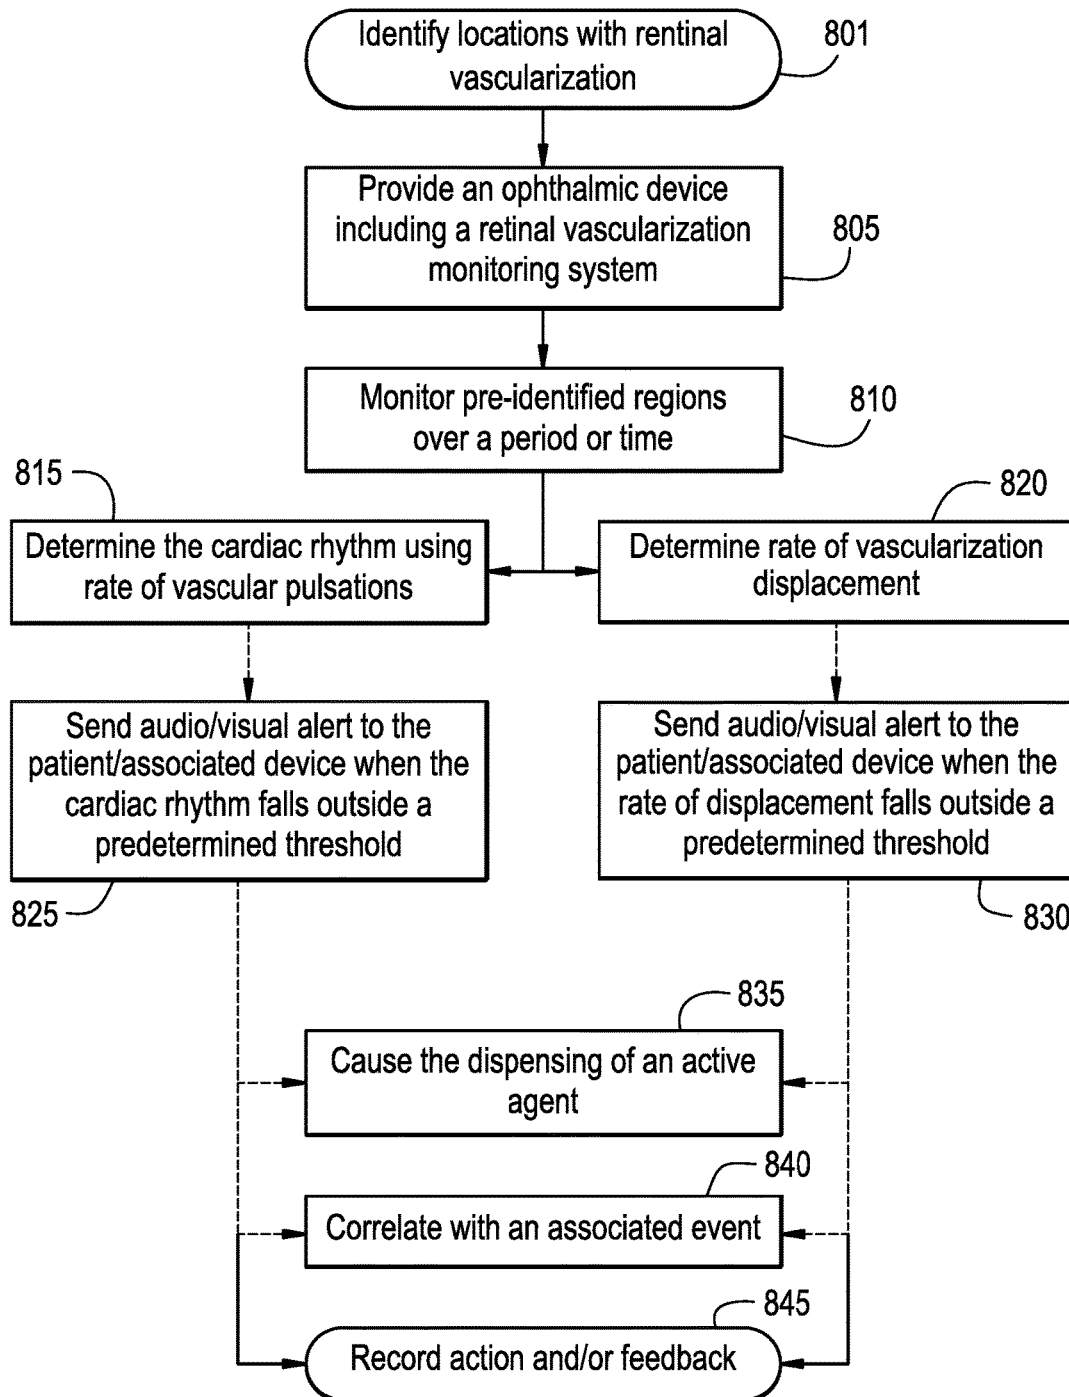 Identify locations with rentinal
vascularization
801
Provide an ophthalmic device
including a retinal vascularization
monitoring system
805
Monitor pre-identified regions
over a period or time
810
815
820
Determine the cardiac rhythm using
rate of vascular pulsations
Determine rate of vascularization
displacement
Send audio/visual alert to the
patient/associated device when the
cardiac rhythm falls outside a
predetermined threshold
825
Send audio/visual alert to the
patient/associated device when the
rate of displacement falls outside a
predetermined threshold
830
835
Cause the dispensing of an active
agent
840
Correlate with an associated event
845
Record action and/or feedback